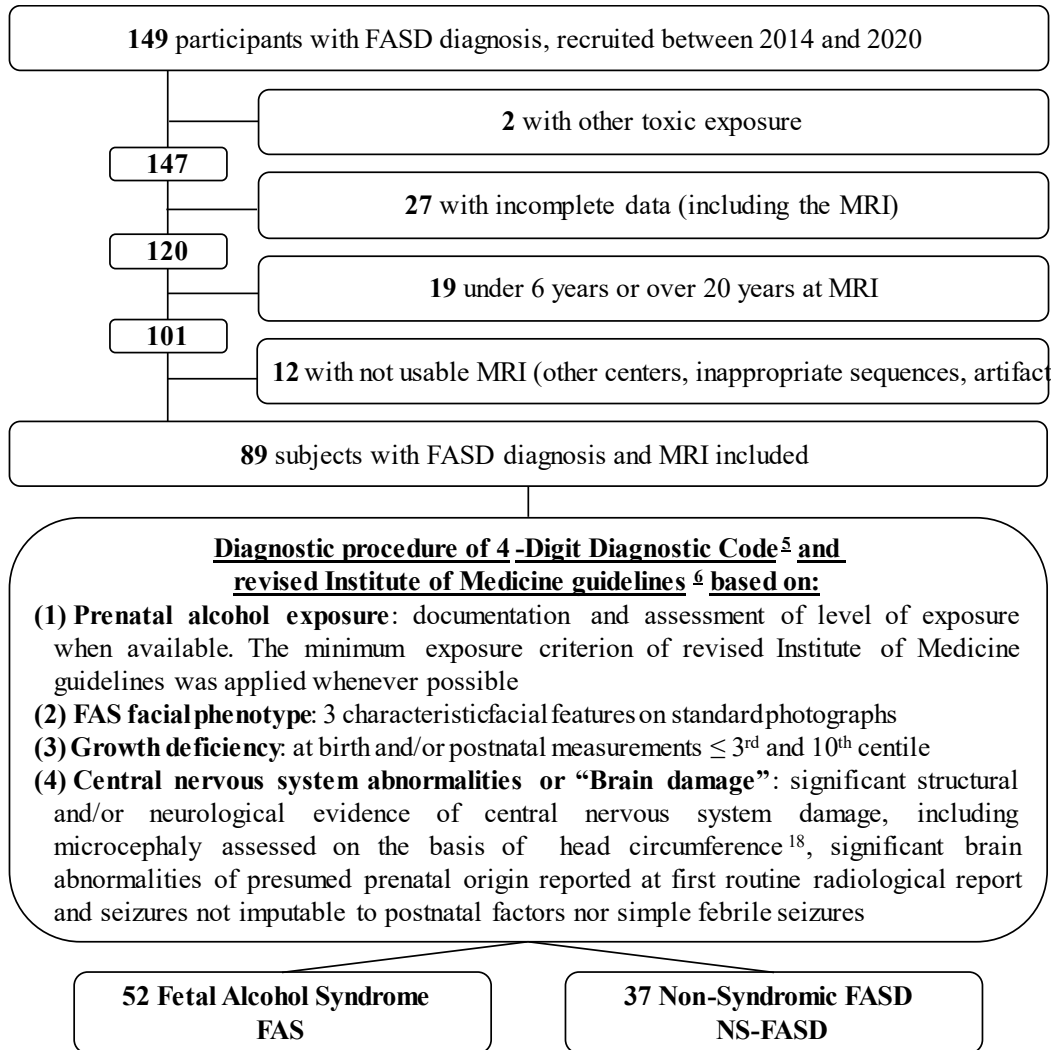 149 participants with FASD diagnosis, recruited between 2014 and 2020
2 with other toxic exposure
147
27 with incomplete data (including the MRI)
120
19 under 6 years or over 20 years at MRI
101
12 with not usable MRI (other centers, inappropriate sequences, artifact
89 subjects with FASD diagnosis and MRI included
Diagnostic procedure of 4 -Digit Diagnostic Code 5 and
revised Institute of Medicine guidelines 6 based on:
(1) Prenatal alcohol exposure: documentation and assessment of level of exposure
when available. The minimum exposure criterion of revised Institute of Medicine
guidelines was applied whenever possible
(2) FAS facial phenotype: 3 characteristic facial features on standard photographs
(3) Growth deficiency: at birth and/or postnatal measurements ≤ 3rd and 10th centile
(4) Central nervous system abnormalities or “Brain damage”: significant structural
and/or neurological evidence of central nervous system damage, including
microcephaly assessed on the basis of head circumference 18, significant brain
abnormalities of presumed prenatal origin reported at first routine radiological report
and seizures not imputable to postnatal factors nor simple febrile seizures
52 Fetal Alcohol Syndrome
FAS
37 Non-Syndromic FASD
NS-FASD